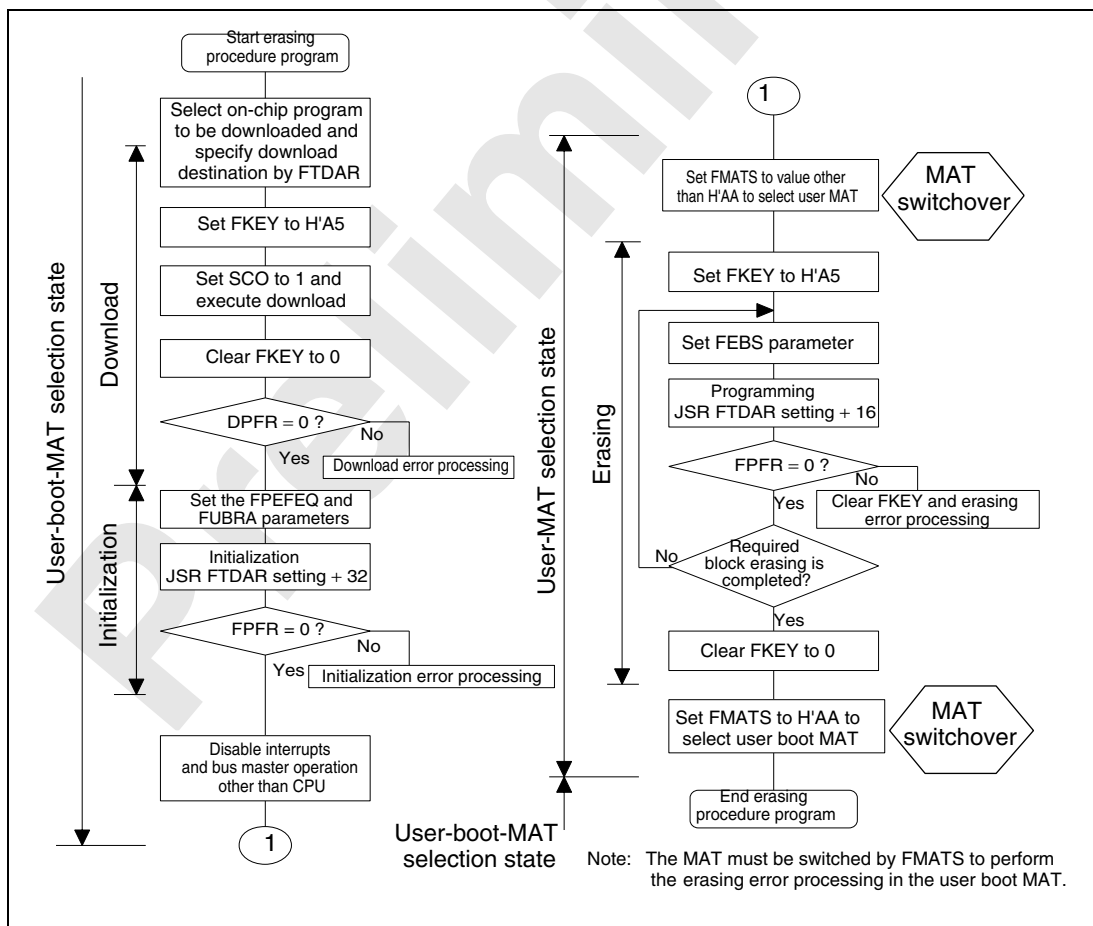 Start erasing
procedure program
Select on-chip program
to be downloaded and
specify download
destination by FTDAR
Set FKEY to H'A5
Set SCO to 1 and
execute download
Clear FKEY to 0
DPFR = 0 ?
No
Yes
Download error processing
Set the FPEFEQ and
FUBRA parameters
Initialization
JSR FTDAR setting + 32
FPFR = 0 ?
No
Yes
Initialization error processing
Disable interrupts
and bus master operation
other than CPU
1
User-boot-MAT selection state
Download
Initialization
1
Set FMATS to value other
than H'AA to select user MAT
MAT
switchover
Set FKEY to H'A5
Set FEBS parameter
Programming
JSR FTDAR setting + 16
FPFR = 0 ?
No
Yes
Clear FKEY and erasing
error processing
Required
block erasing is
completed?
No
Yes
Clear FKEY to 0
Set FMATS to H'AA to
select user boot MAT
MAT
switchover
End erasing
procedure program
User-MAT selection state
Erasing
User-boot-MAT
selection state
Note: The MAT must be switched by FMATS to perform
the erasing error processing in the user boot MAT.
Prelimi